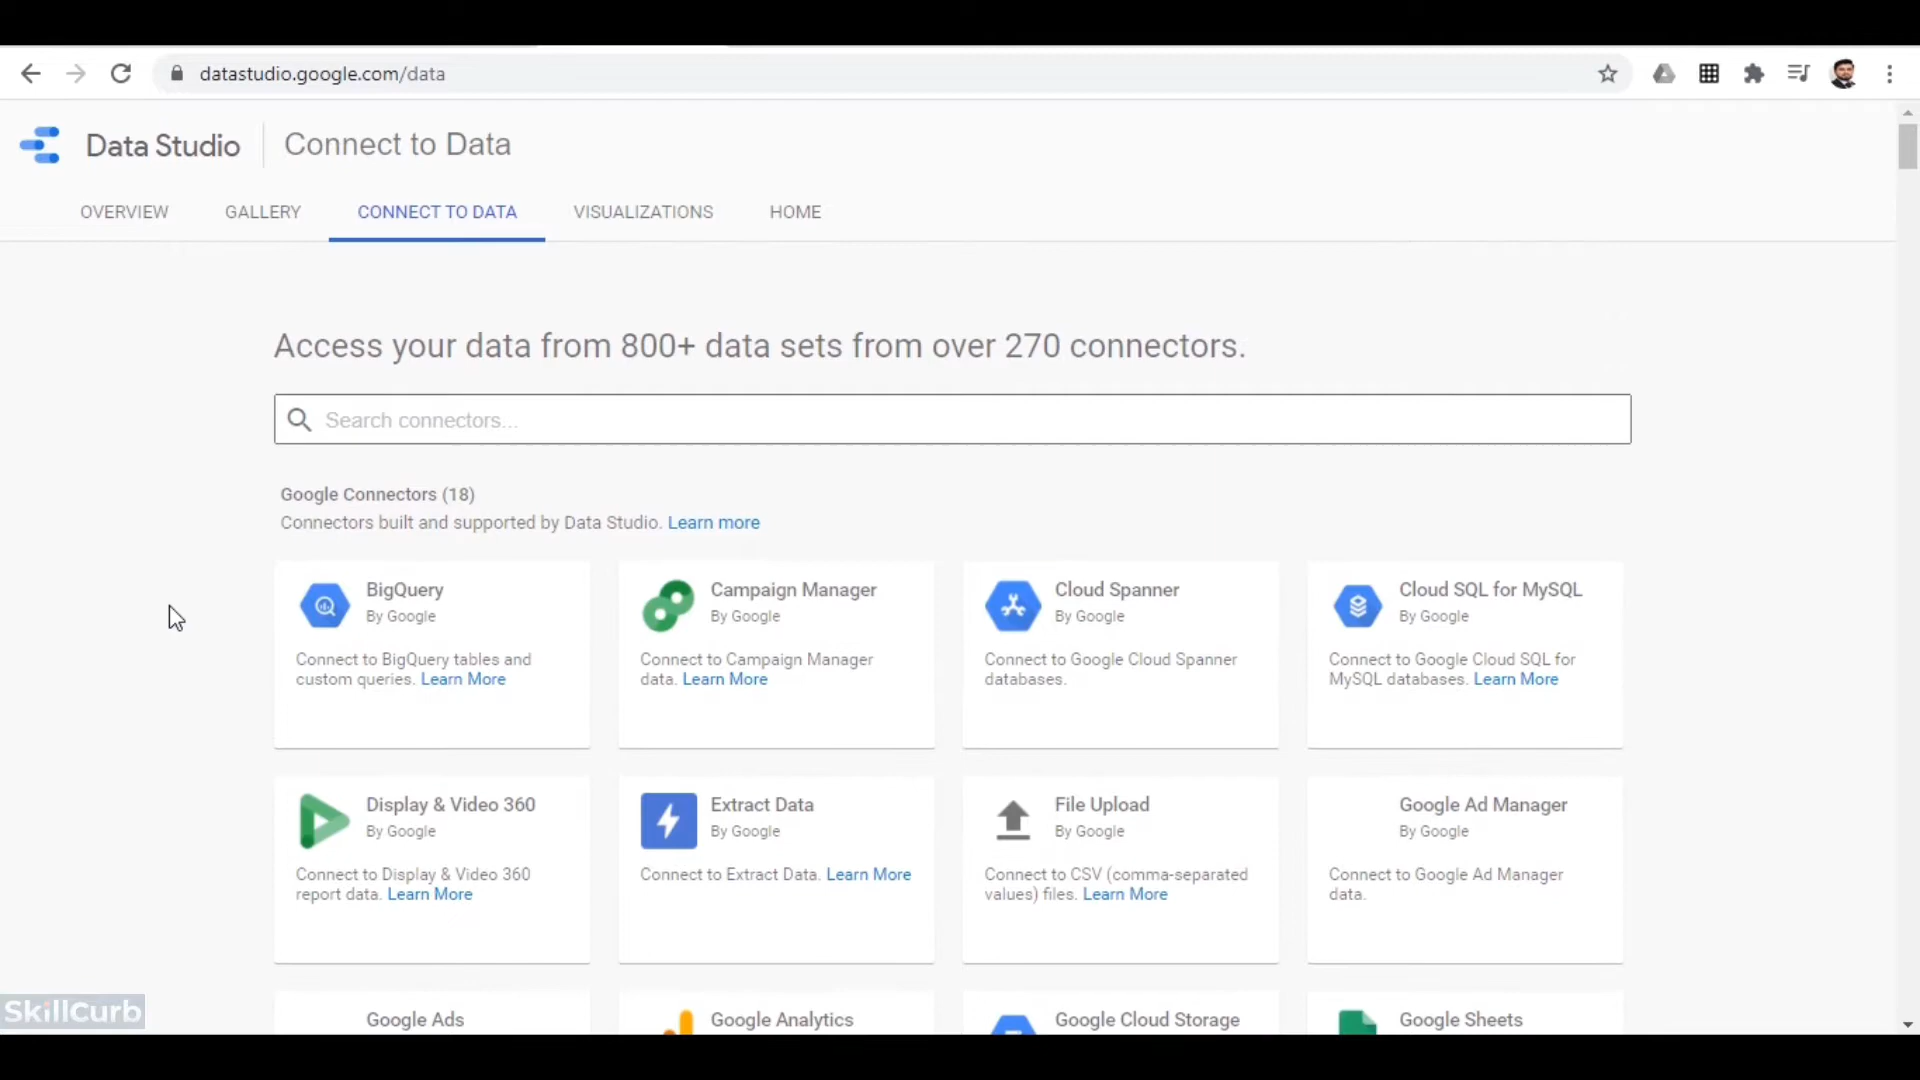 datastudio.google.com/data
Data Studio
Connect to Data
OVERVIEW
GALLERY
CONNECT TO DATA
VISUALIZATIONS
HOME
Access your data from 800+ data sets from over 270 connectors.
Search connectors...
Google Connectors (18)
Connectors built and supported by Data Studio. Learn more
BigQuery
By Google
Connect to BigQuery tables and
custom queries. Learn More
Campaign Manager
By Google
Connect to Campaign Manager
data. Learn More
Cloud Spanner
By Google
Connect to Google Cloud Spanner
databases.
Cloud SQL for MySQL
By Google
Connect to Google Cloud SQL for
MySQL databases. Learn More
Display & Video 360
By Google
Connect to Display & Video 360
report data. Learn More
Extract Data
By Google
Connect to Extract Data. Learn More
File Upload
By Google
Connect to CSV (comma-separated
values) files. Learn More
Google Ad Manager
By Google
Connect to Google Ad Manager
data.
Google Ads
Google Analytics
Google Cloud Storage
Google Sheets
SkillCurb